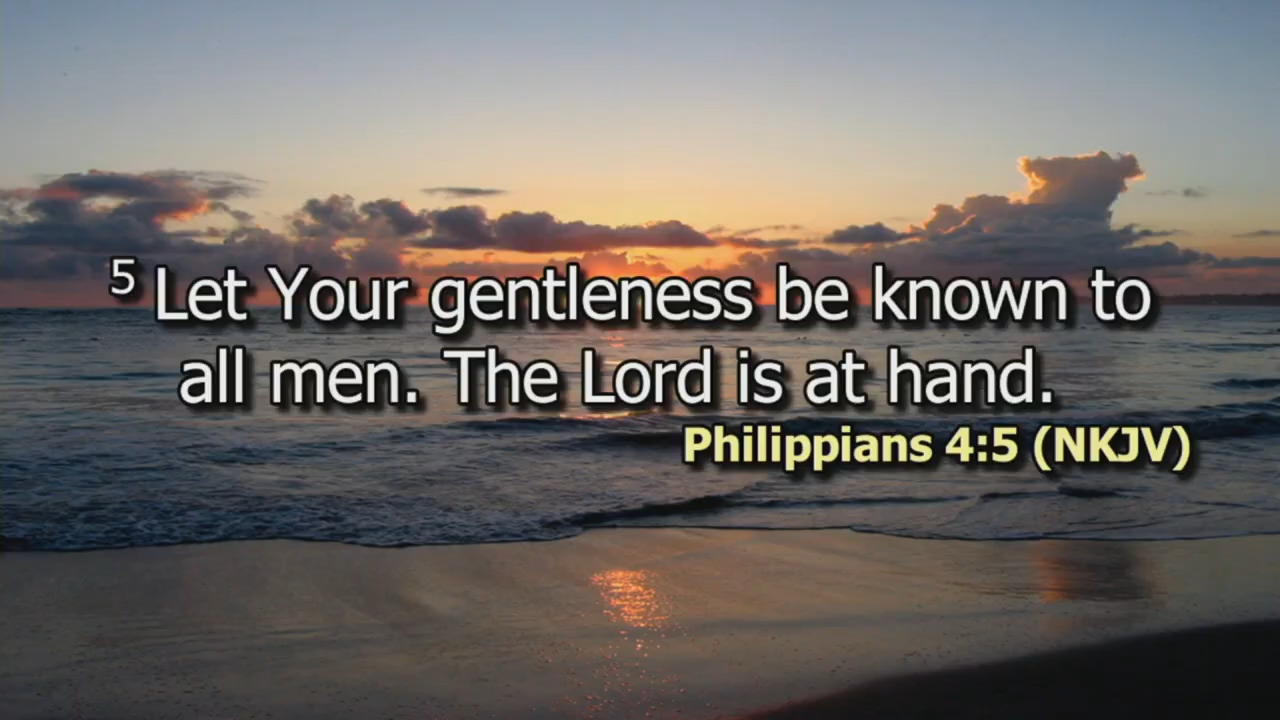 5 Let Your gentleness be known to
all men. The Lord is at hand.
Philippians 4:5 (NKJV)